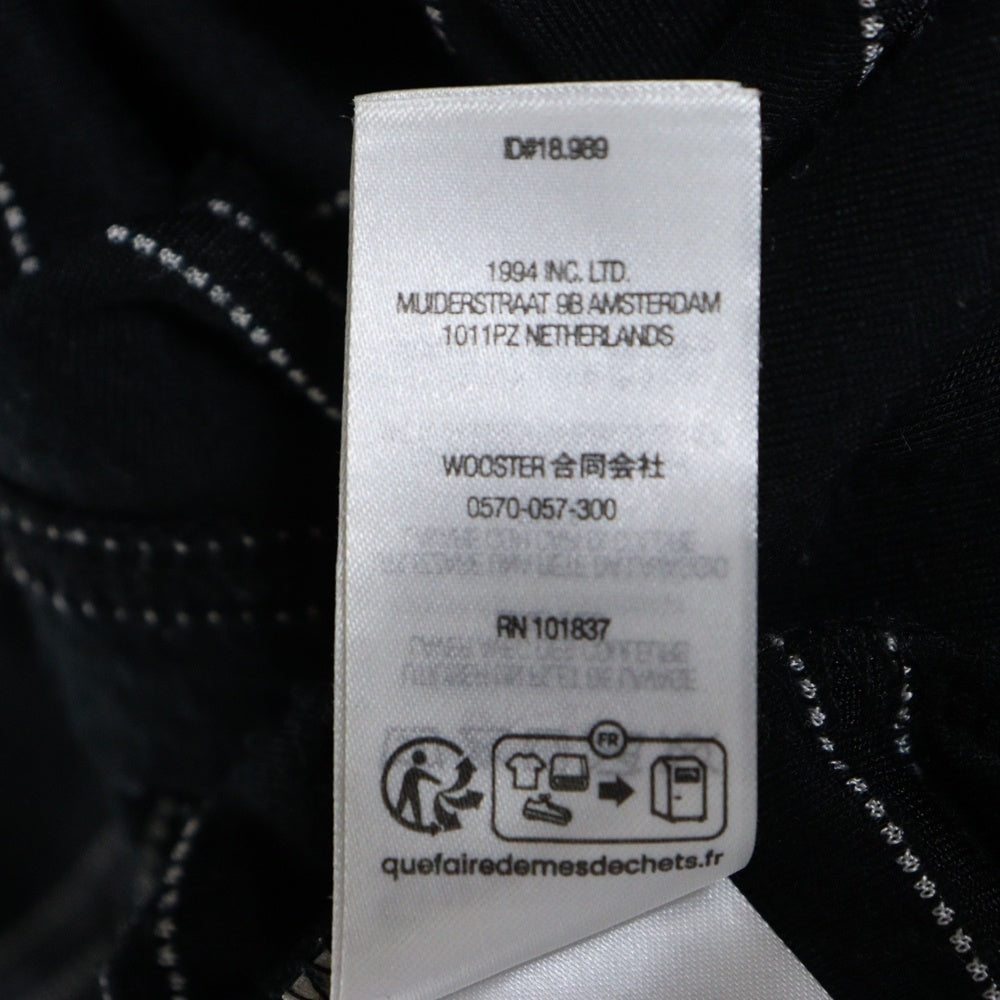 ID#18.989
1994 INC. LTD.
MUIDERSTRAAT 9B AMSTERDAM
1011PZ NETHERLANDS
WOOSTER 合同会社
0570-057-300
RN 101837
FR
quefairedemesdechets.fr